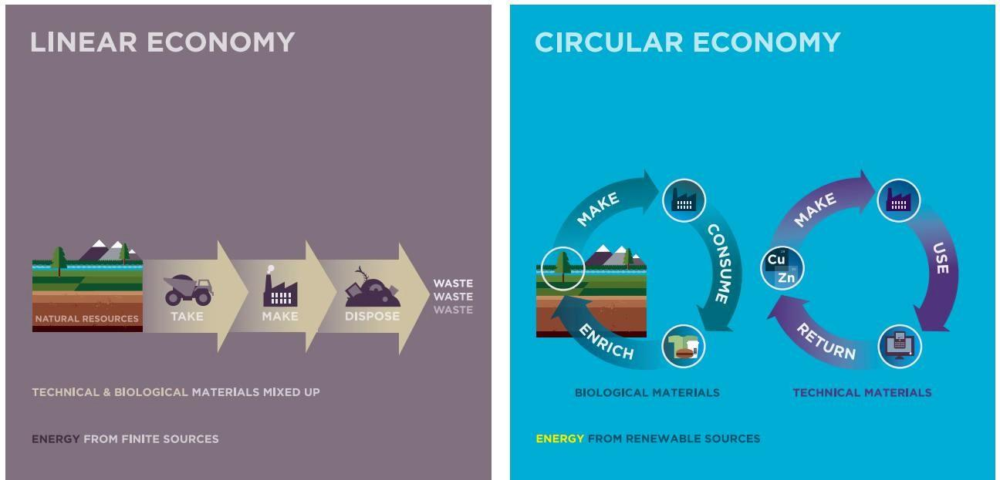 LINEAR ECONOMY
NATURAL RESOURCES
TAKE
MAKE
DISPOSE
WASTE
WASTE
WASTE
TECHNICAL & BIOLOGICAL MATERIALS MIXED UP
ENERGY FROM FINITE SOURCES
CIRCULAR ECONOMY
MAKE
CONSUME
ENRICH
BIOLOGICAL MATERIALS
MAKE
USE
RETURN
Cu
Zn
TECHNICAL MATERIALS
ENERGY FROM RENEWABLE SOURCES